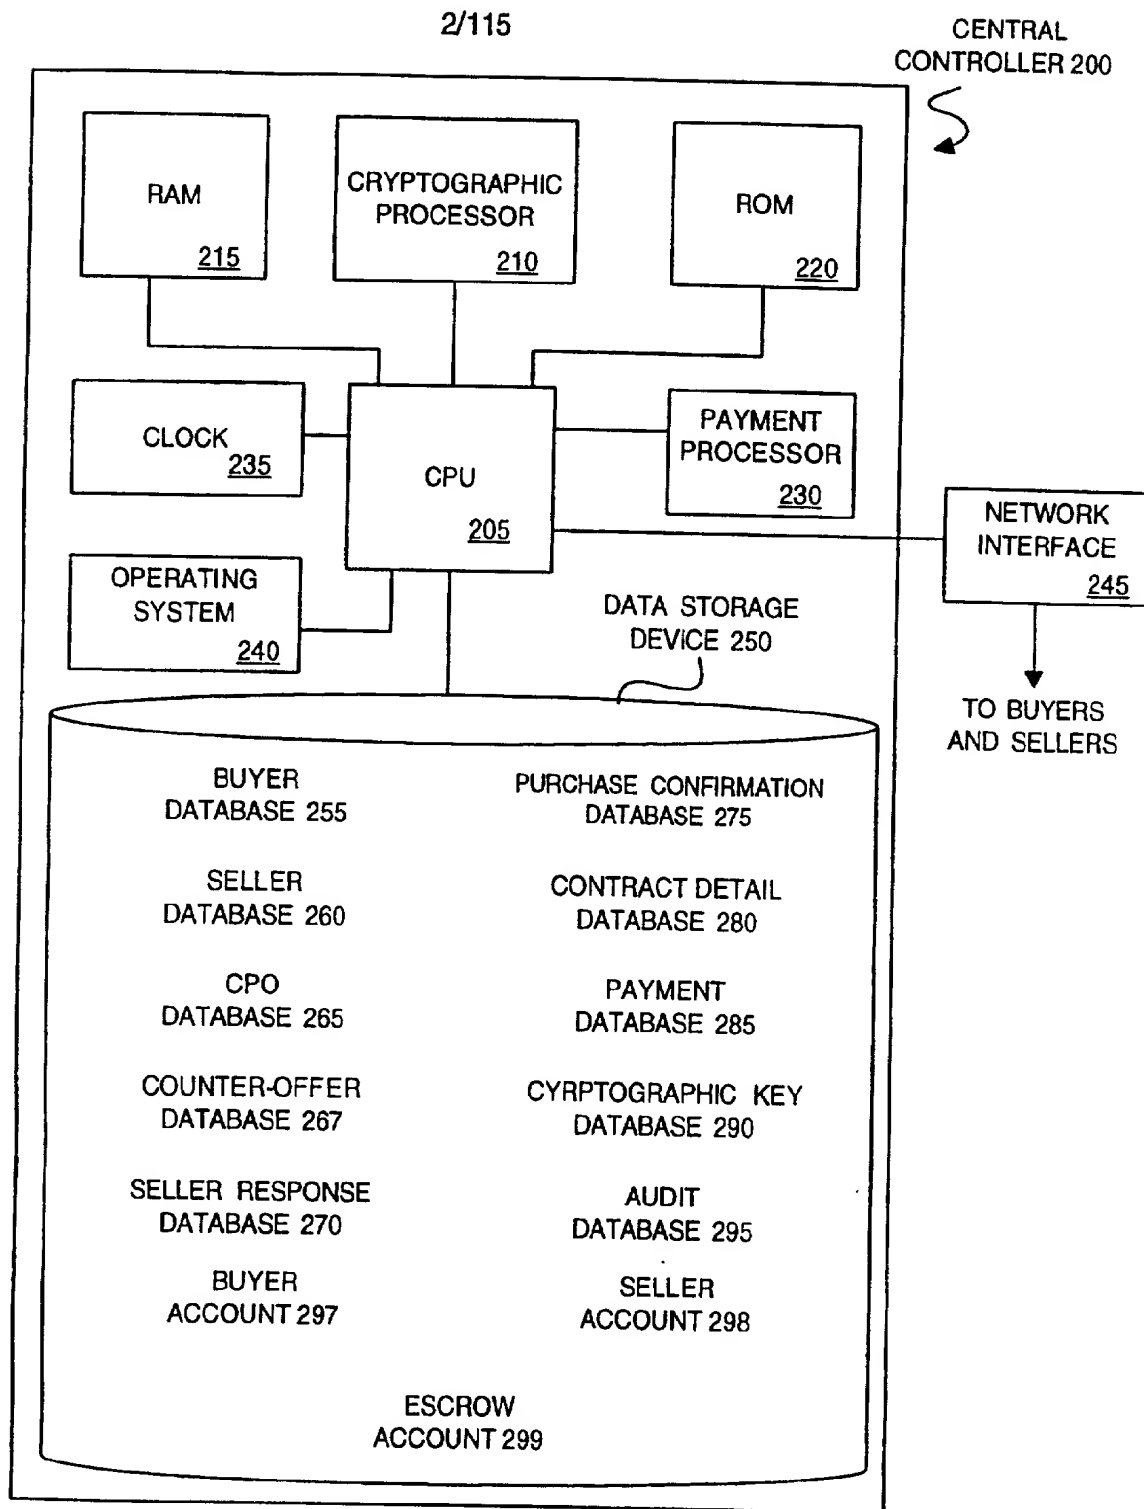 2/115
CENTRAL
CONTROLLER 200
RAM
215
CRYPTOGRAPHIC
PROCESSOR
210
ROM
220
CLOCK
235
CPU
205
PAYMENT
PROCESSOR
230
NETWORK
INTERFACE
245
OPERATING
SYSTEM
240
DATA STORAGE
DEVICE 250
TO BUYERS
AND SELLERS
BUYER
DATABASE 255
PURCHASE CONFIRMATION
DATABASE 275
SELLER
DATABASE 260
CONTRACT DETAIL
DATABASE 280
CPO
DATABASE 265
PAYMENT
DATABASE 285
COUNTER-OFFER
DATABASE 267
CYRPTOGRAPHIC KEY
DATABASE 290
SELLER RESPONSE
DATABASE 270
AUDIT
DATABASE 295
BUYER
ACCOUNT 297
SELLER
ACCOUNT 298
ESCROW
ACCOUNT 299